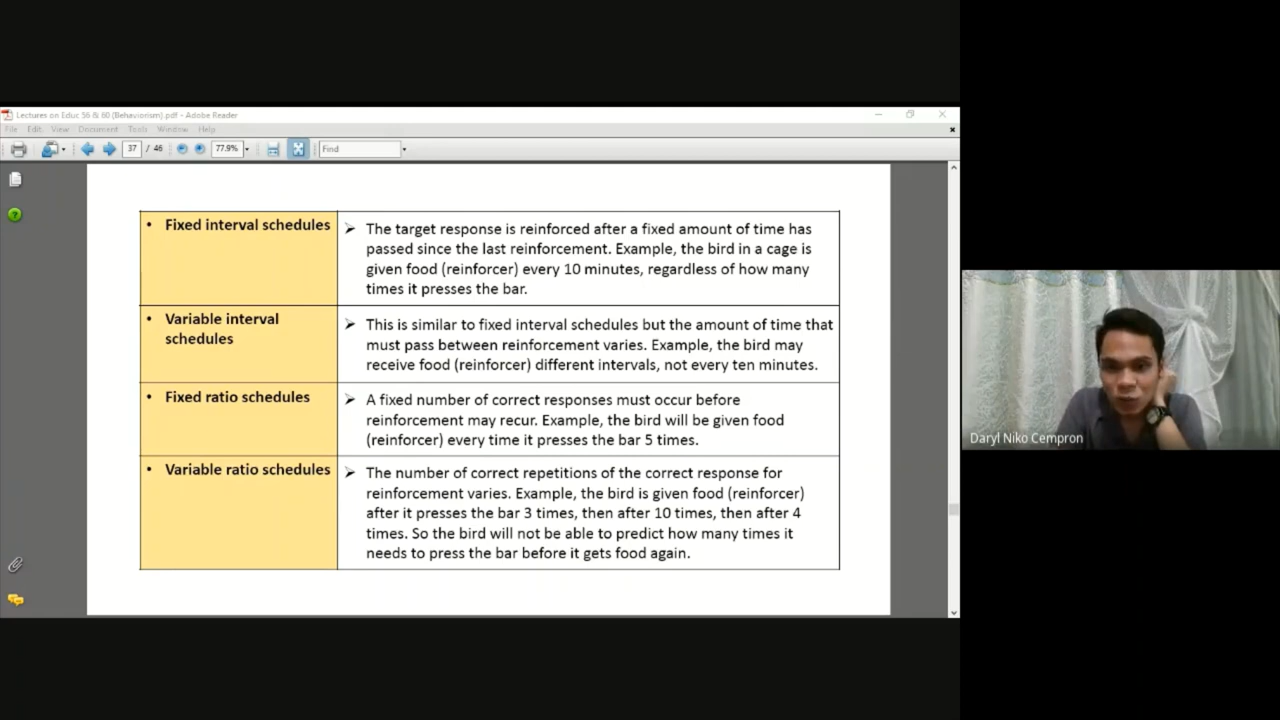 Lectures on Educ 56 & 60 (Behaviorism).pdf - Adobe Reader
File Edit View Document Tools Window Help
37 / 46 77.9% Find
• Fixed interval schedules
➢ The target response is reinforced after a fixed amount of time has
passed since the last reinforcement. Example, the bird in a cage is
given food (reinforcer) every 10 minutes, regardless of how many
times it presses the bar.
• Variable interval
schedules
➢ This is similar to fixed interval schedules but the amount of time that
must pass between reinforcement varies. Example, the bird may
receive food (reinforcer) different intervals, not every ten minutes.
• Fixed ratio schedules
➢ A fixed number of correct responses must occur before
reinforcement may recur. Example, the bird will be given food
(reinforcer) every time it presses the bar 5 times.
• Variable ratio schedules
➢ The number of correct repetitions of the correct response for
reinforcement varies. Example, the bird is given food (reinforcer)
after it presses the bar 3 times, then after 10 times, then after 4
times. So the bird will not be able to predict how many times it
needs to press the bar before it gets food again.
Daryl Niko Cempron